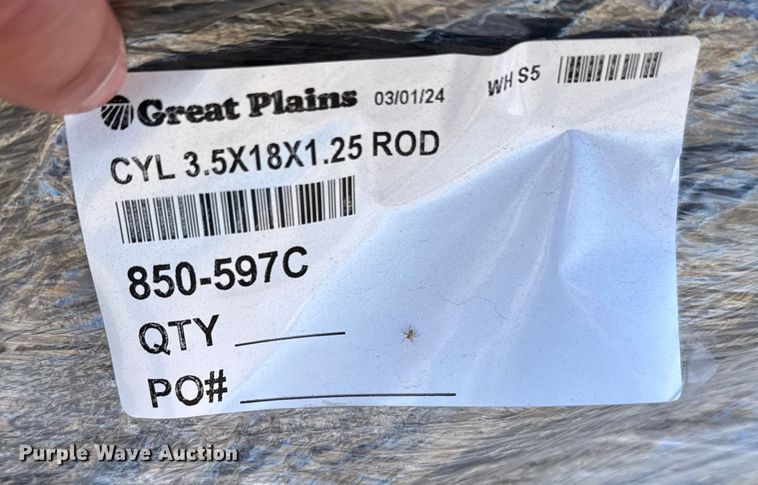 Great Plains 03/01/24 WH S5
CYL 3.5X18X1.25 ROD
850-597C
QTY
PO#
Purple Wave Auction